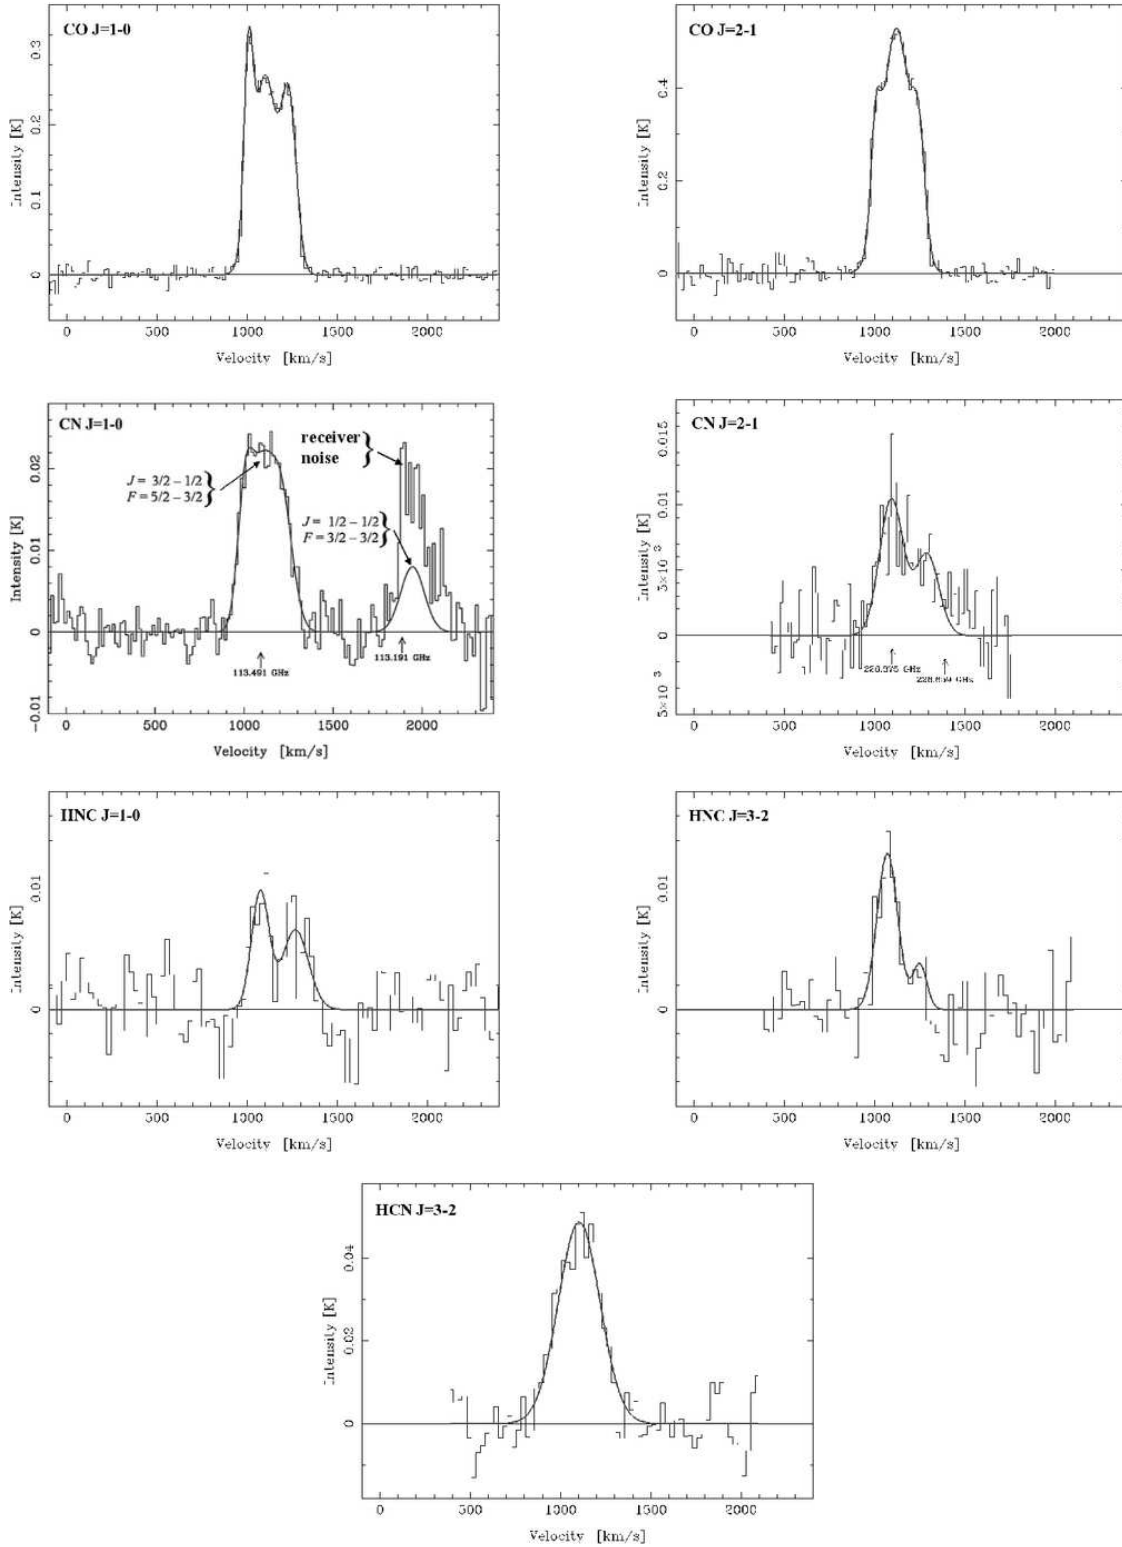 CO J=1-0
0.3
0.2
0.1
0
Intensity [K]
0 500 1000 1500 2000
Velocity [km/s]
CO J=2-1
0.4
0.2
0
Intensity [K]
0 500 1000 1500 2000
Velocity [km/s]
CN J=1-0
receiver
noise
J = 3/2 – 1/2
F = 5/2 – 3/2
J = 1/2 – 1/2
F = 3/2 – 3/2
0.02
0.01
0
-0.01
Intensity [K]
113.491 GHz
113.191 GHz
0 500 1000 1500 2000
Velocity [km/s]
CN J=2-1
0.015
0.01
5×10 3
0
5×10 3
Intensity [K]
0 500 1000 1500 2000
Velocity [km/s]
HNC J=1-0
0.01
0
Intensity [K]
0 500 1000 1500 2000
Velocity [km/s]
HNC J=3-2
0.01
0
Intensity [K]
0 500 1000 1500 2000
Velocity [km/s]
HCN J=3-2
0.04
0.02
0
Intensity [K]
0 500 1000 1500 2000
Velocity [km/s]